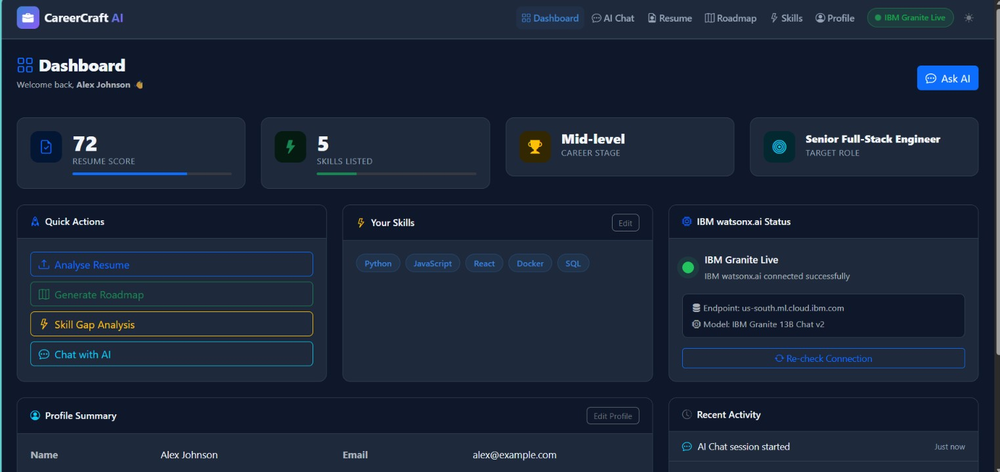 CareerCraft AI
Dashboard
AI Chat
Resume
Roadmap
Skills
Profile
IBM Granite Live
Dashboard
Welcome back, Alex Johnson
Ask AI
72
RESUME SCORE
5
SKILLS LISTED
Mid-level
CAREER STAGE
Senior Full-Stack Engineer
TARGET ROLE
Quick Actions
Analyse Resume
Generate Roadmap
Skill Gap Analysis
Chat with AI
Your Skills
Edit
Python
JavaScript
React
Docker
SQL
IBM watsonx.ai Status
IBM Granite Live
IBM watsonx.ai connected successfully
Endpoint: us-south.ml.cloud.ibm.com
Model: IBM Granite 13B Chat v2
Re-check Connection
Profile Summary
Edit Profile
Name
Alex Johnson
Email
alex@example.com
Recent Activity
AI Chat session started
Just now